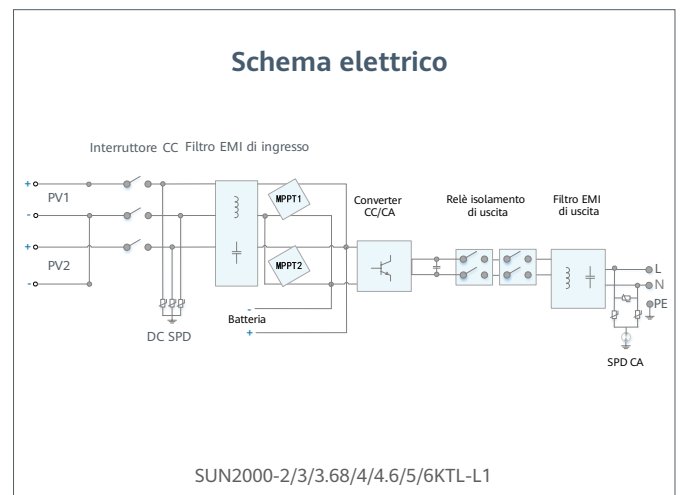 Schema elettrico
Interruttore CC Filtro EMI di ingresso
+
PV1
-
+
PV2
-
MPPT1
MPPT2
Converter
CC/CA
Relè isolamento
di uscita
Filtro EMI
di uscita
L
N
PE
-
Batteria
+
DC SPD
SPD CA
SUN2000-2/3/3.68/4/4.6/5/6KTL-L1